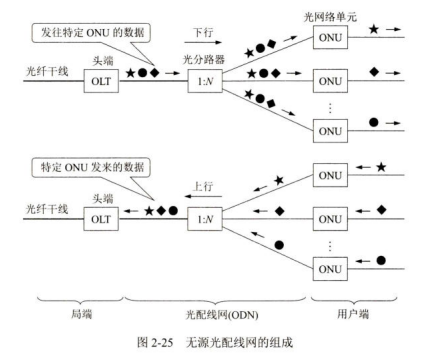 发往特定 ONU 的数据
下行
光网络单元
光分路器
ONU
头端
光纤干线
OLT
1:N
ONU
⋮
ONU
特定 ONU 发来的数据
上行
ONU
头端
光纤干线
OLT
1:N
ONU
⋮
ONU
局端
光配线网(ODN)
用户端
图 2-25 无源光配线网的组成